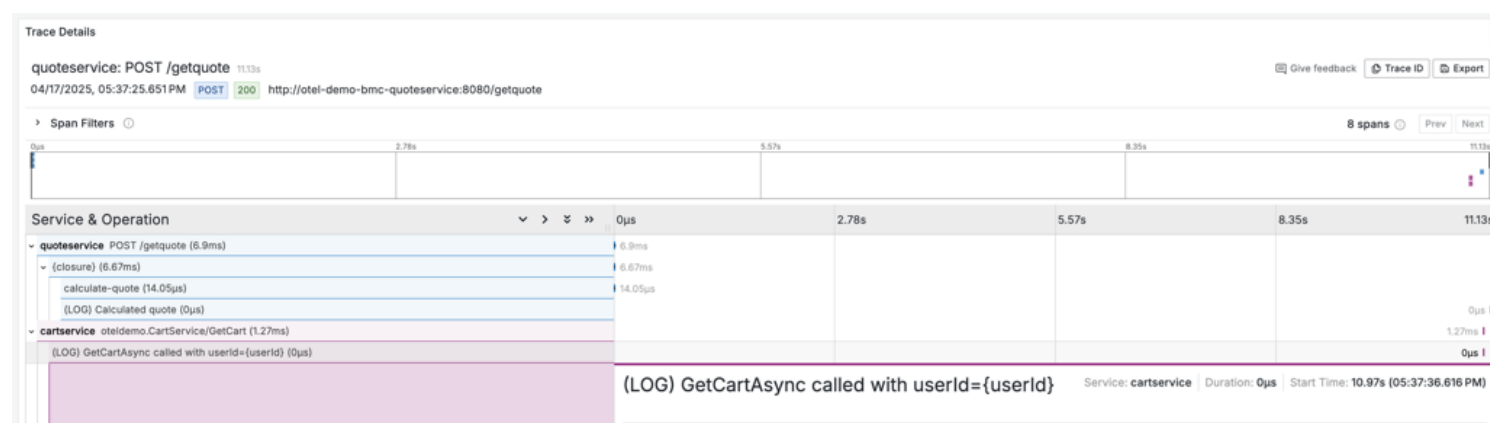 Trace Details
quoteservice: POST /getquote 11.13s
Give feedback Trace ID Export
04/17/2025, 05:37:25.651 PM POST 200 http://otel-demo-bmc-quoteservice:8080/getquote
Span Filters
8 spans Prev Next
0μs 2.78s 5.57s 8.35s 11.13s
Service & Operation 0μs 2.78s 5.57s 8.35s 11.13s
quoteservice POST /getquote (6.9ms) 6.9ms
{closure} (6.67ms) 6.67ms
calculate-quote (14.05μs) 14.05μs
(LOG) Calculated quote (0μs) 0μs
cartservice oteldemo.CartService/GetCart (1.27ms) 1.27ms
(LOG) GetCartAsync called with userId={userId} (0μs) 0μs
(LOG) GetCartAsync called with userId={userId} Service: cartservice Duration: 0μs Start Time: 10.97s (05:37:36.616 PM)